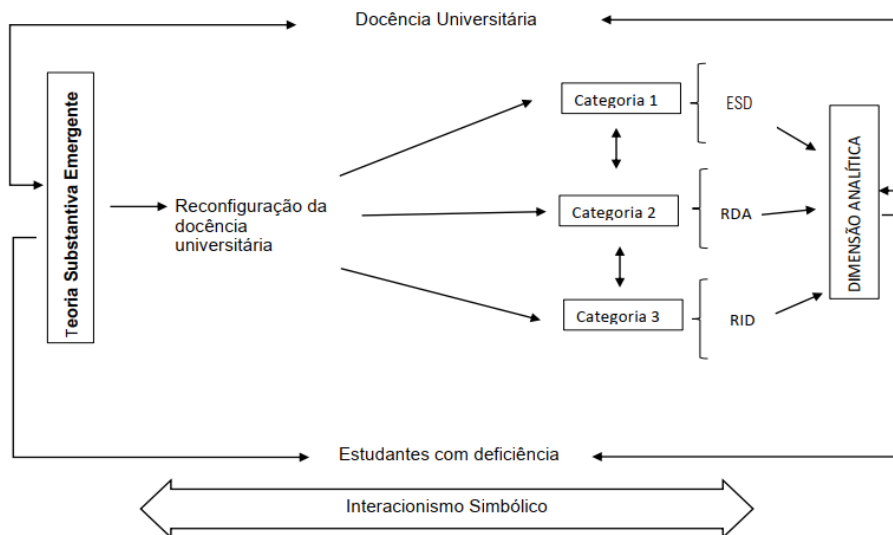 Docência Universitária
Teoria Substantiva Emergente
Reconfiguração da
docência
universitária
Categoria 1
ESD
Categoria 2
RDA
Categoria 3
RID
DIMENSÃO ANALÍTICA
Estudantes com deficiência
Interacionismo Simbólico